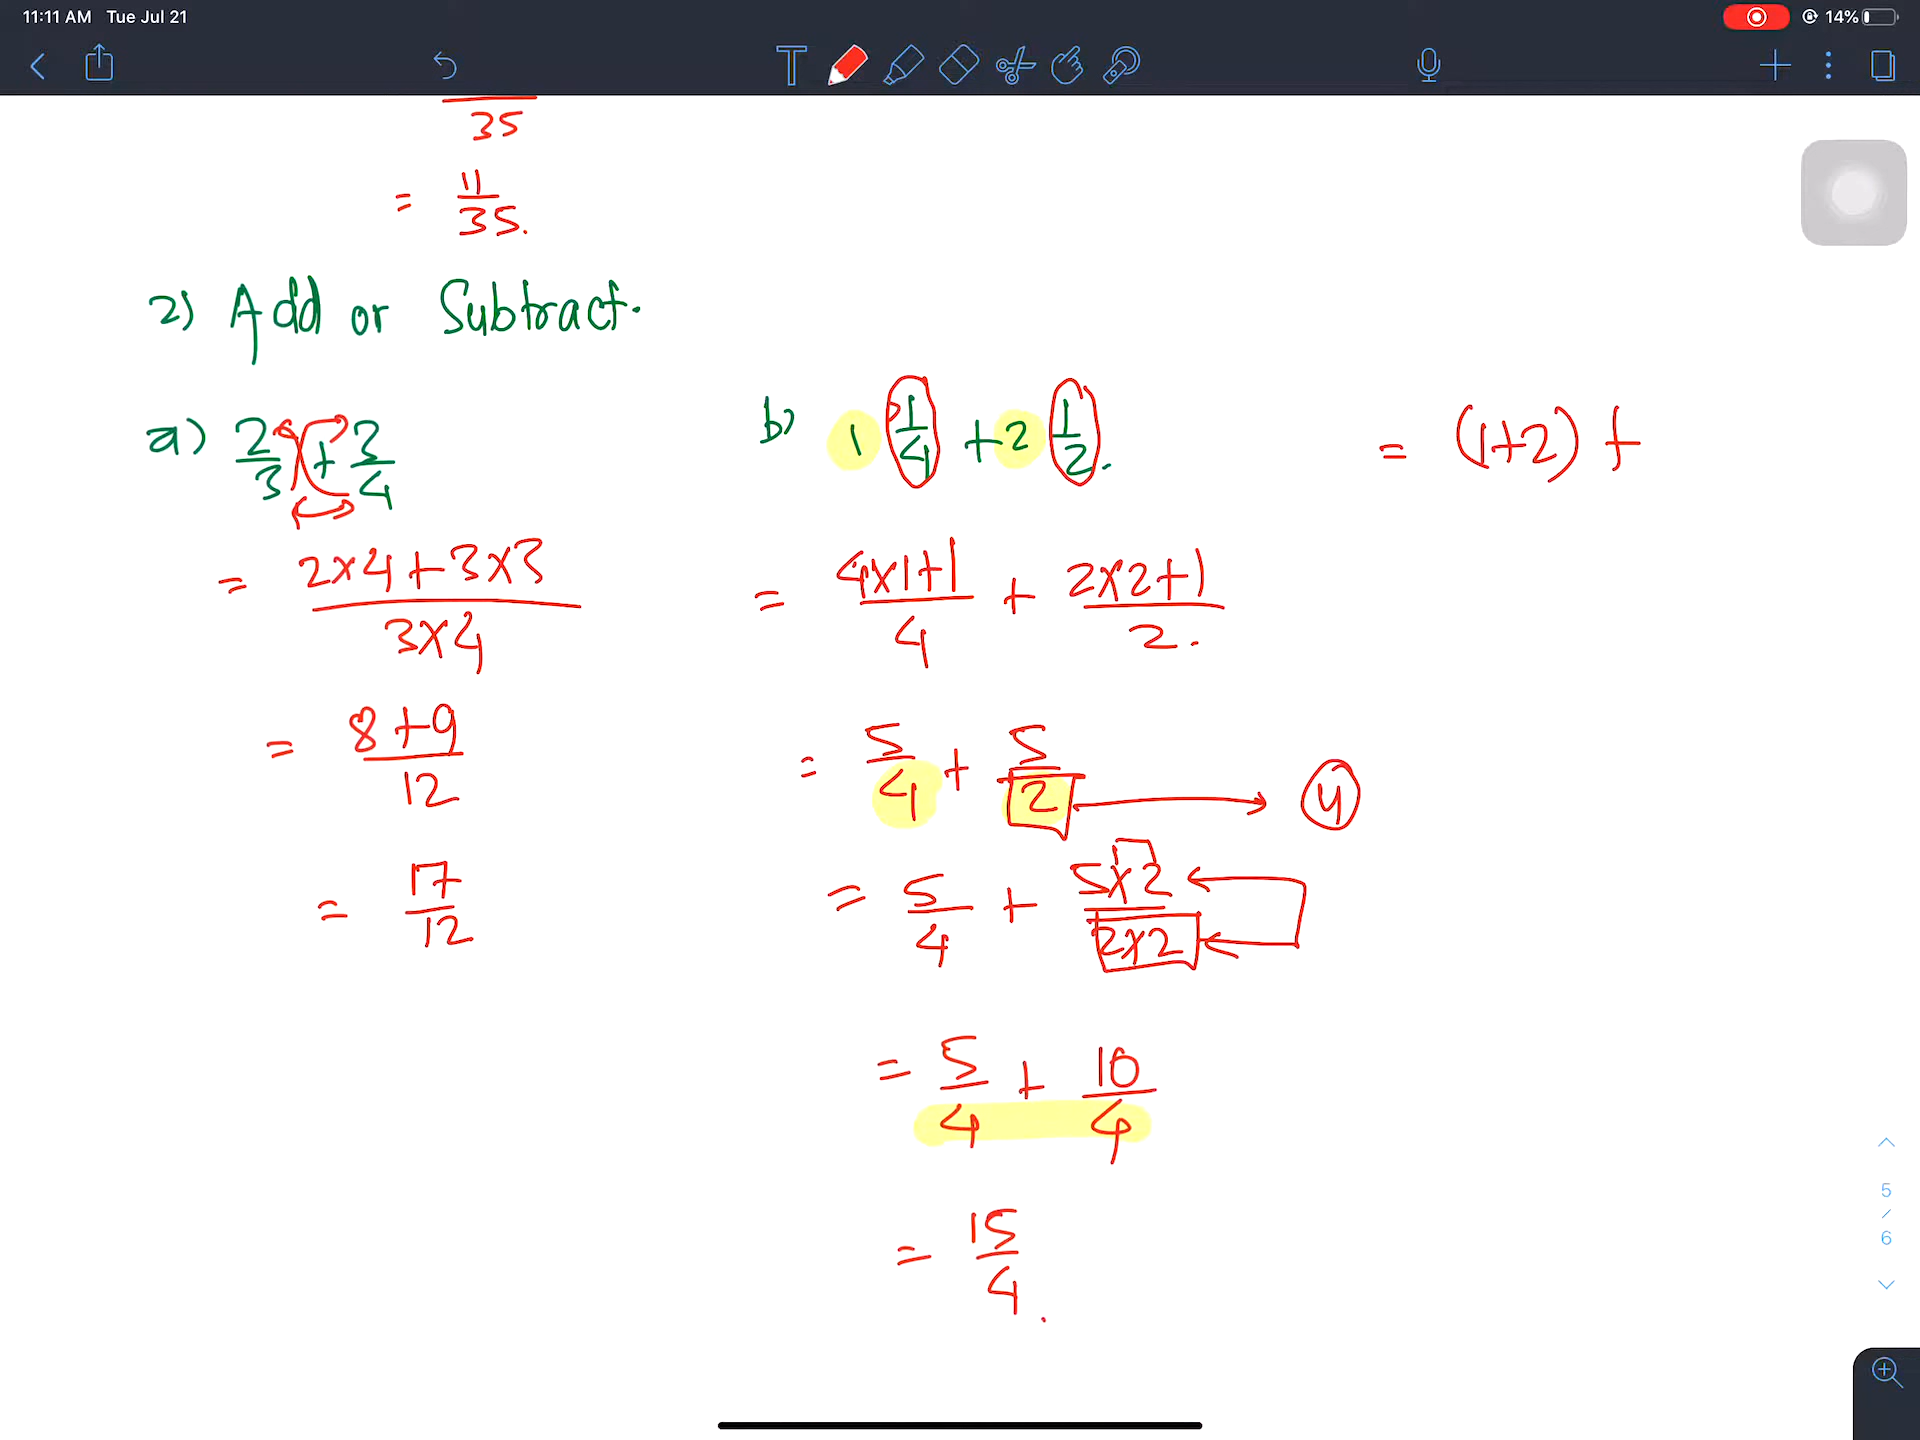 11:11 AM Tue Jul 21
14%
35
= 11/35.
2) Add or Subtract.
a) 2/3 + 3/4
= 2×4+3×3 / 3×4
= 8+9 / 12
= 17/12
b) 1 1/4 + 2 1/2.
= 4×1+1 / 4 + 2×2+1 / 2.
= 5/4 + 5/2 → 4
= 5/4 + 5×2 / 2×2
= 5/4 + 10/4
= 15/4.
= (1+2) +
5
/
6